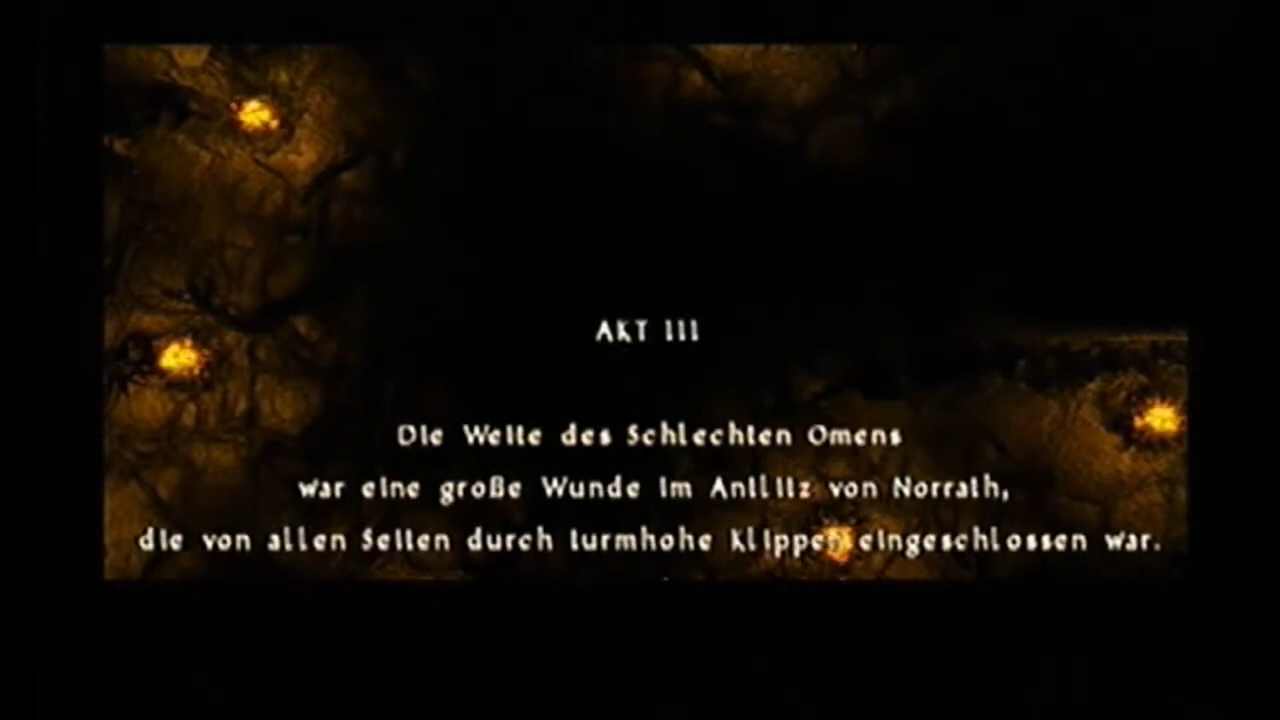 AKT III
Die Weite des Schlechten Omens
war eine große Wunde im Antlitz von Norrath,
die von allen Seiten durch turmhohe Klippen eingeschlossen war.